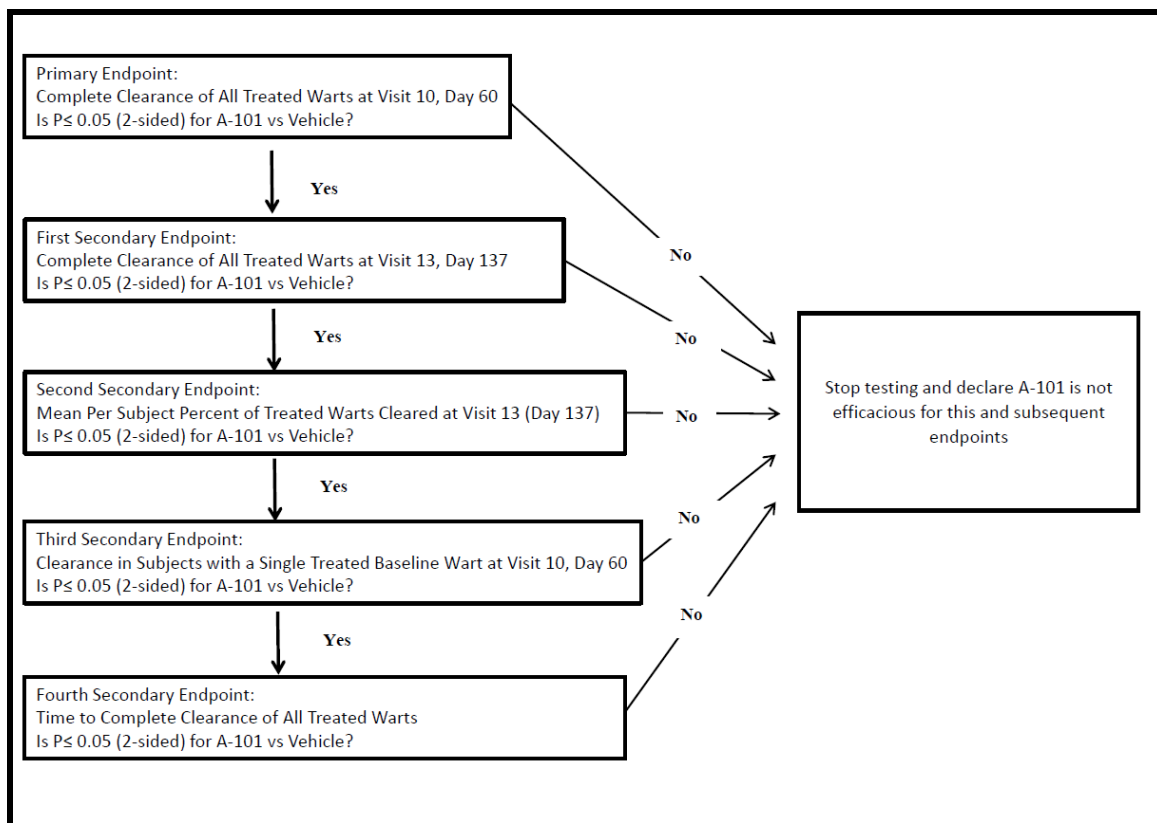 Primary Endpoint:
Complete Clearance of All Treated Warts at Visit 10, Day 60
Is P≤ 0.05 (2-sided) for A-101 vs Vehicle?
Yes
No
First Secondary Endpoint:
Complete Clearance of All Treated Warts at Visit 13, Day 137
Is P≤ 0.05 (2-sided) for A-101 vs Vehicle?
Yes
No
Second Secondary Endpoint:
Mean Per Subject Percent of Treated Warts Cleared at Visit 13 (Day 137)
Is P≤ 0.05 (2-sided) for A-101 vs Vehicle?
Yes
No
Third Secondary Endpoint:
Clearance in Subjects with a Single Treated Baseline Wart at Visit 10, Day 60
Is P≤ 0.05 (2-sided) for A-101 vs Vehicle?
Yes
No
Fourth Secondary Endpoint:
Time to Complete Clearance of All Treated Warts
Is P≤ 0.05 (2-sided) for A-101 vs Vehicle?
No
Stop testing and declare A-101 is not
efficacious for this and subsequent
endpoints